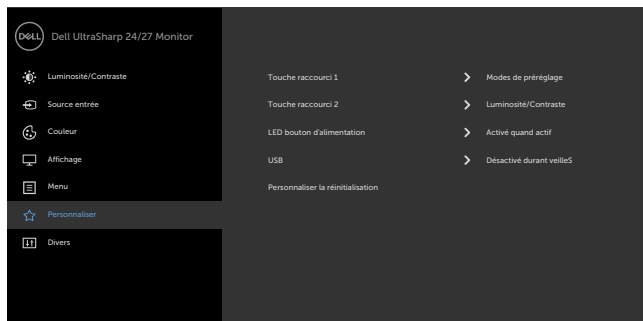 DELL Dell UltraSharp 24/27 Monitor
Luminosité/Contraste
Source entrée
Couleur
Affichage
Menu
Personnaliser
Divers
Touche raccourci 1 Modes de préréglage
Touche raccourci 2 Luminosité/Contraste
LED bouton d'alimentation Activé quand actif
USB Désactivé durant veilleS
Personnaliser la réinitialisation